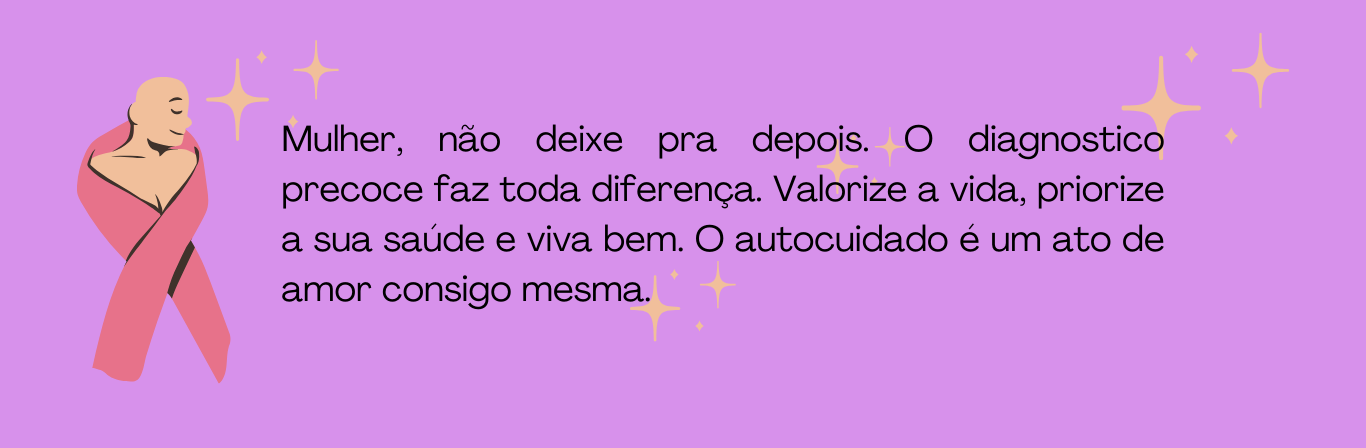 Mulher, não deixe pra depois. O diagnostico
precoce faz toda diferença. Valorize a vida, priorize
a sua saúde e viva bem. O autocuidado é um ato de
amor consigo mesma.